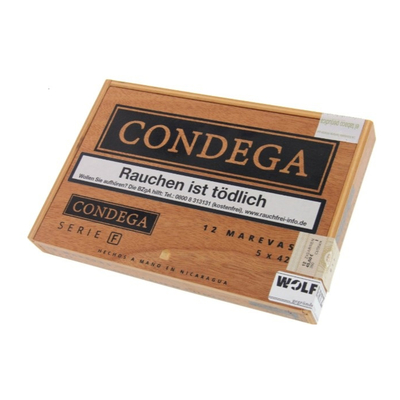 CONDEGA
Rauchen ist tödlich
Wollen Sie aufhören? Die BZgA hilft: Tel.: 0800 8 313131 (kostenfrei), www.rauchfrei-info.de
CONDEGA
SERIE F
12 MAREVAS
5 x 42
HECHOS A MANO EN NICARAGUA
WOLF